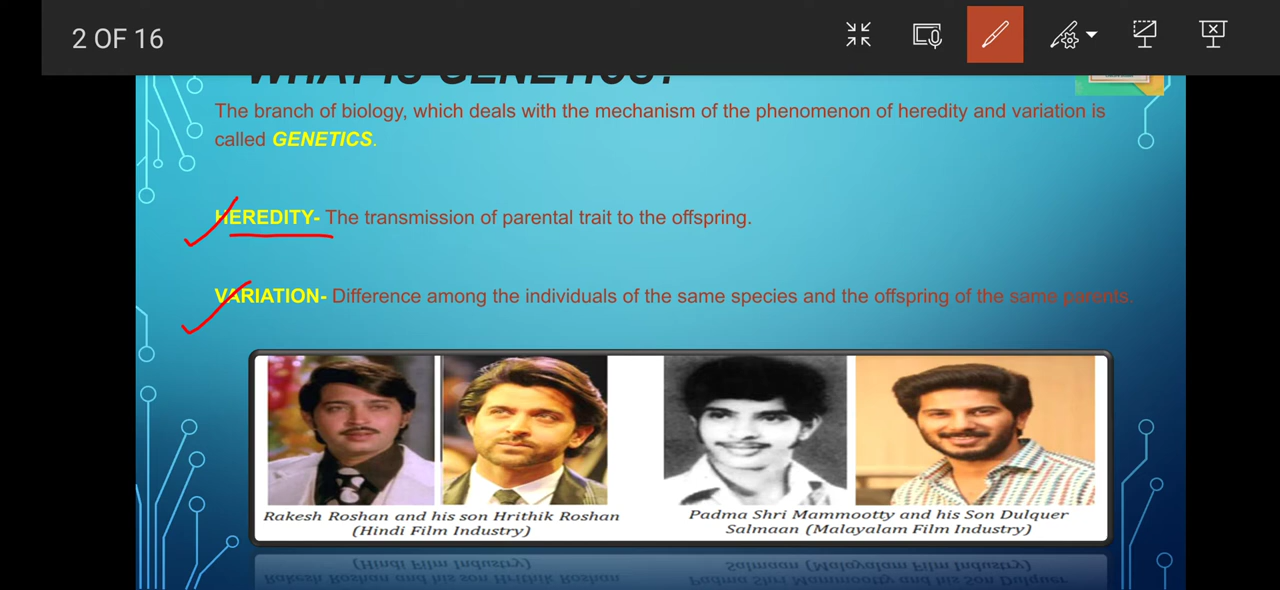 2 OF 16
WHAT IS GENETICS?
The branch of biology, which deals with the mechanism of the phenomenon of heredity and variation is
called GENETICS.
HEREDITY- The transmission of parental trait to the offspring.
VARIATION- Difference among the individuals of the same species and the offspring of the same parents.
Rakesh Roshan and his son Hrithik Roshan
(Hindi Film Industry)
Padma Shri Mammootty and his Son Dulquer
Salmaan (Malayalam Film Industry)